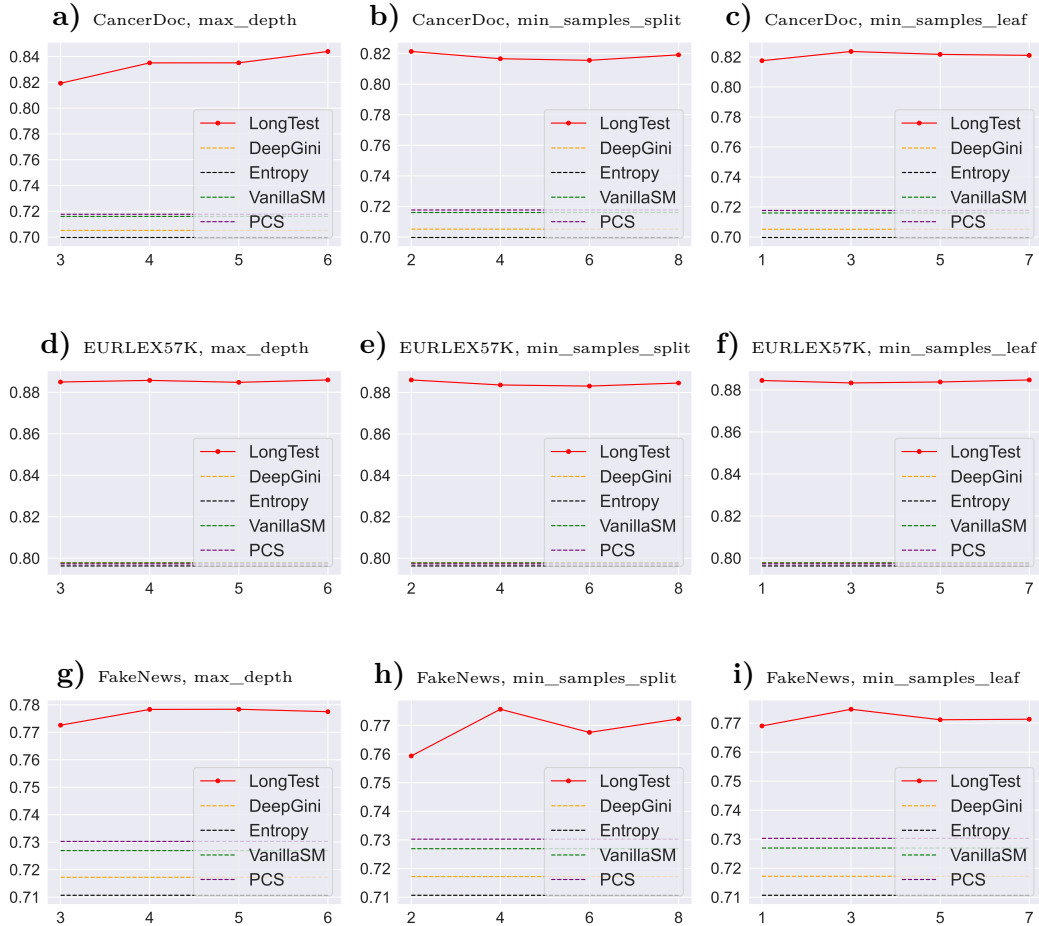 a) CancerDoc, max_depth
0.84
0.82
0.80
0.78
0.76
0.74
0.72
0.70
LongTest
DeepGini
Entropy
VanillaSM
PCS
3 4 5 6
b) CancerDoc, min_samples_split
0.82
0.80
0.78
0.76
0.74
0.72
0.70
LongTest
DeepGini
Entropy
VanillaSM
PCS
2 4 6 8
c) CancerDoc, min_samples_leaf
0.82
0.80
0.78
0.76
0.74
0.72
0.70
LongTest
DeepGini
Entropy
VanillaSM
PCS
1 3 5 7
d) EURLEX57K, max_depth
0.88
0.86
0.84
0.82
0.80
LongTest
DeepGini
Entropy
VanillaSM
PCS
3 4 5 6
e) EURLEX57K, min_samples_split
0.88
0.86
0.84
0.82
0.80
LongTest
DeepGini
Entropy
VanillaSM
PCS
2 4 6 8
f) EURLEX57K, min_samples_leaf
0.88
0.86
0.84
0.82
0.80
LongTest
DeepGini
Entropy
VanillaSM
PCS
1 3 5 7
g) FakeNews, max_depth
0.78
0.77
0.76
0.75
0.74
0.73
0.72
0.71
LongTest
DeepGini
Entropy
VanillaSM
PCS
3 4 5 6
h) FakeNews, min_samples_split
0.77
0.76
0.75
0.74
0.73
0.72
0.71
LongTest
DeepGini
Entropy
VanillaSM
PCS
2 4 6 8
i) FakeNews, min_samples_leaf
0.77
0.76
0.75
0.74
0.73
0.72
0.71
LongTest
DeepGini
Entropy
VanillaSM
PCS
1 3 5 7